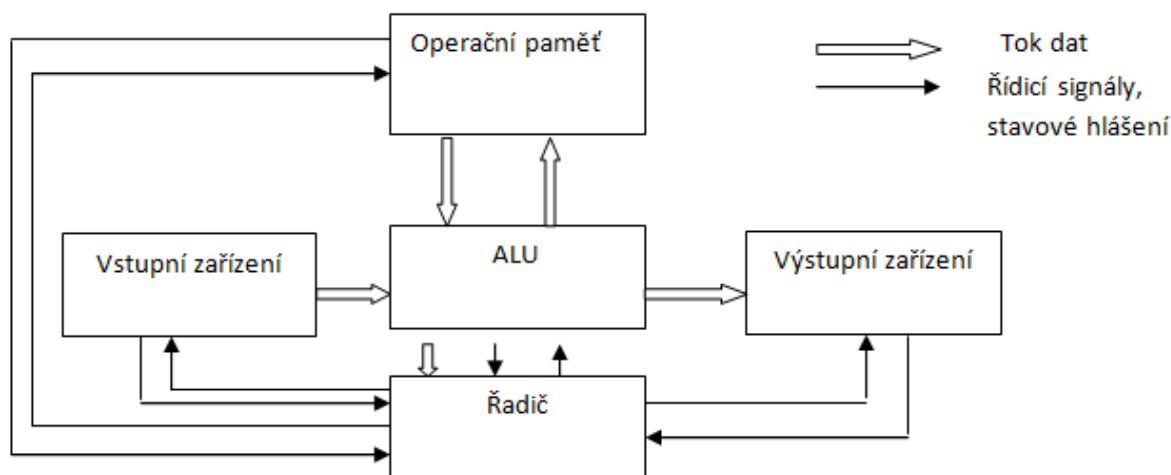 Operační paměť
Tok dat
Řídicí signály,
stavové hlášení
Vstupní zařízení
ALU
Výstupní zařízení
Řadič